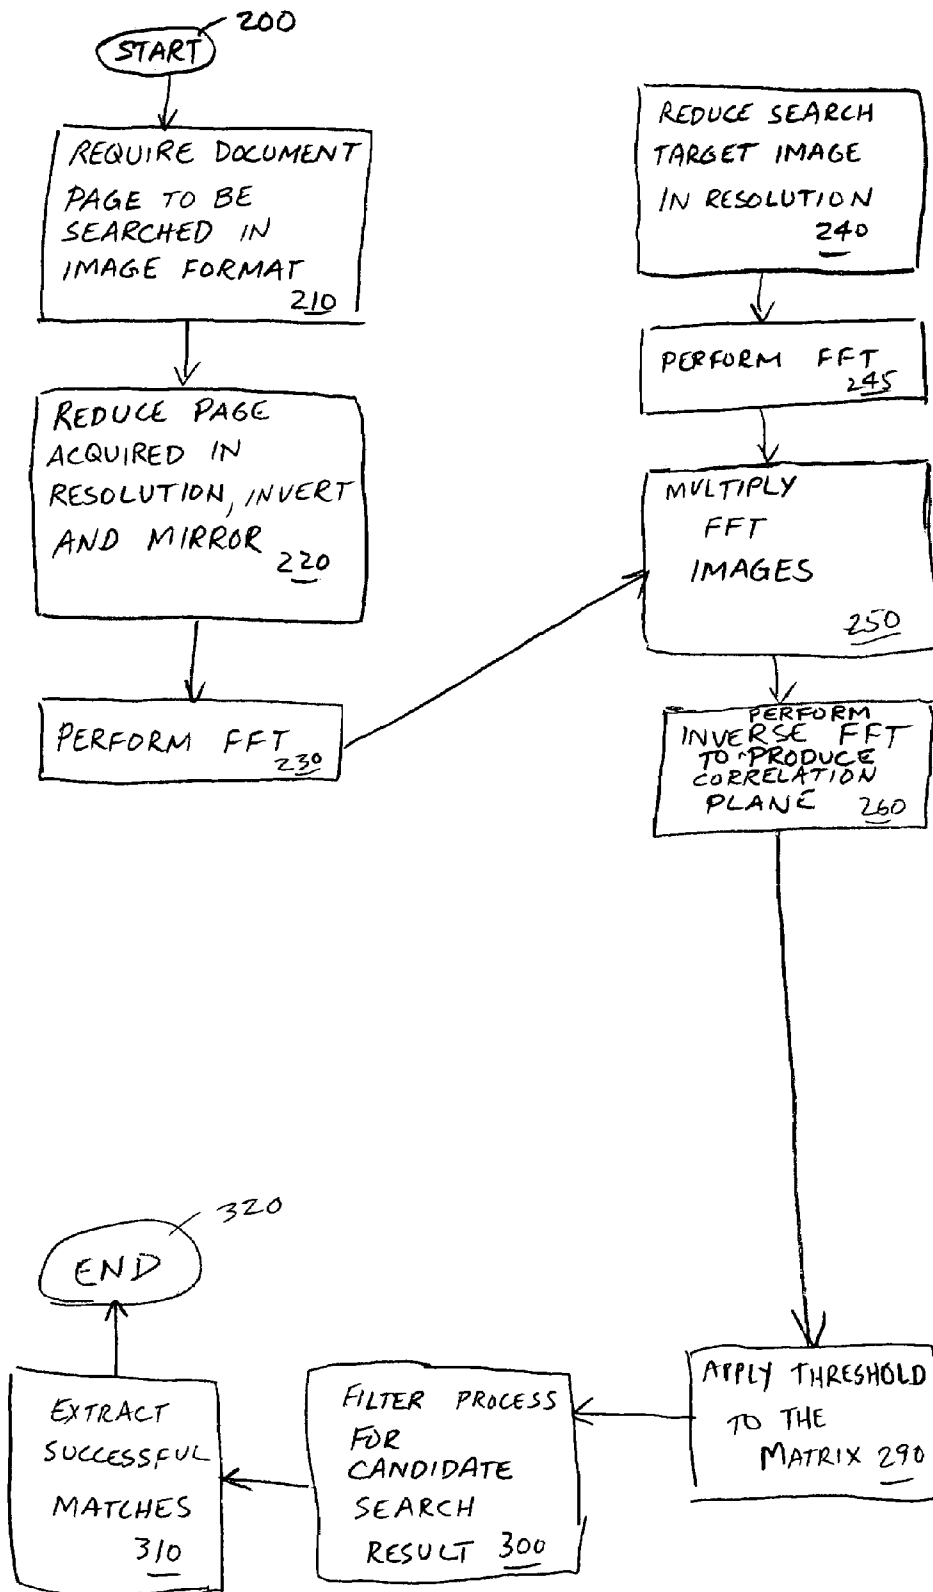 200
START
REQUIRE DOCUMENT
PAGE TO BE
SEARCHED IN
IMAGE FORMAT
210
REDUCE PAGE
ACQUIRED IN
RESOLUTION, INVERT
AND MIRROR 220
PERFORM FFT
230
REDUCE SEARCH
TARGET IMAGE
IN RESOLUTION
240
PERFORM FFT
245
MULTIPLY
FFT
IMAGES
250
PERFORM
INVERSE FFT
TO PRODUCE
CORRELATION
PLANE 260
APPLY THRESHOLD
TO THE
MATRIX 290
FILTER PROCESS
FOR
CANDIDATE
SEARCH
RESULT 300
EXTRACT
SUCCESSFUL
MATCHES
310
320
END